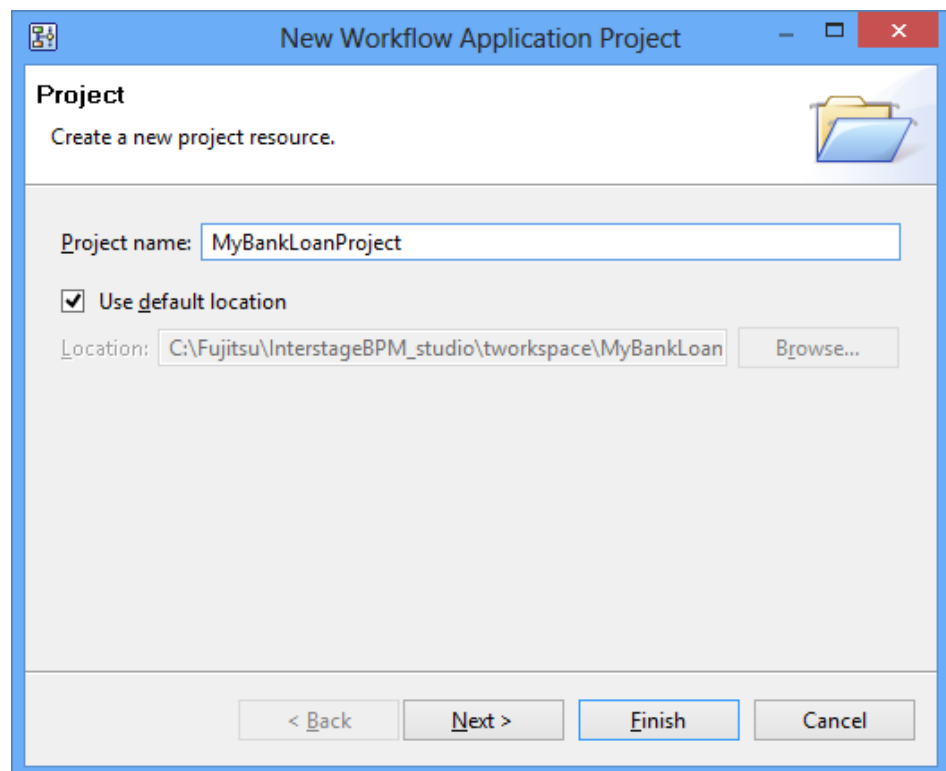 New Workflow Application Project
Project
Create a new project resource.
Project name: MyBankLoanProject
Use default location
Location: C:\Fujitsu\InterstageBPM_studio\tworkspace\MyBankLoan Browse...
< Back Next > Finish Cancel